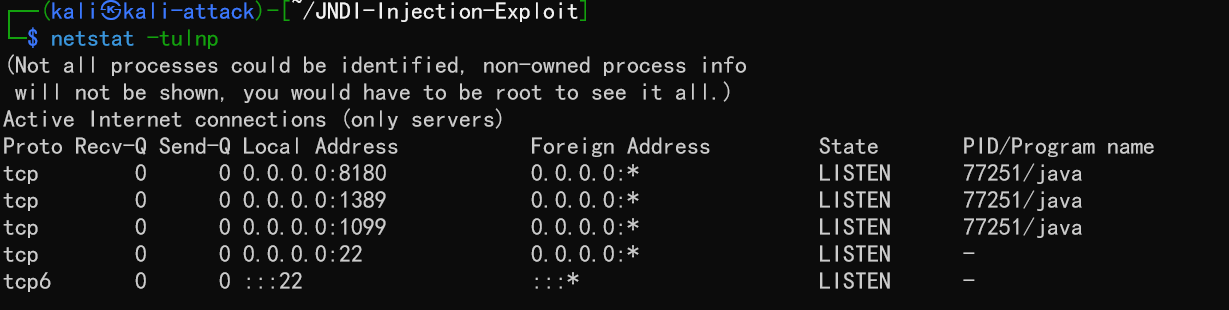 ┌──(kali㉿kali-attack)-[~/JNDI-Injection-Exploit]
└─$ netstat -tulnp
(Not all processes could be identified, non-owned process info
 will not be shown, you would have to be root to see it all.)
Active Internet connections (only servers)
Proto Recv-Q Send-Q Local Address           Foreign Address         State       PID/Program name
tcp        0      0 0.0.0.0:8180            0.0.0.0:*               LISTEN      77251/java
tcp        0      0 0.0.0.0:1389            0.0.0.0:*               LISTEN      77251/java
tcp        0      0 0.0.0.0:1099            0.0.0.0:*               LISTEN      77251/java
tcp        0      0 0.0.0.0:22              0.0.0.0:*               LISTEN      -
tcp6       0      0 :::22                   :::*                    LISTEN      -